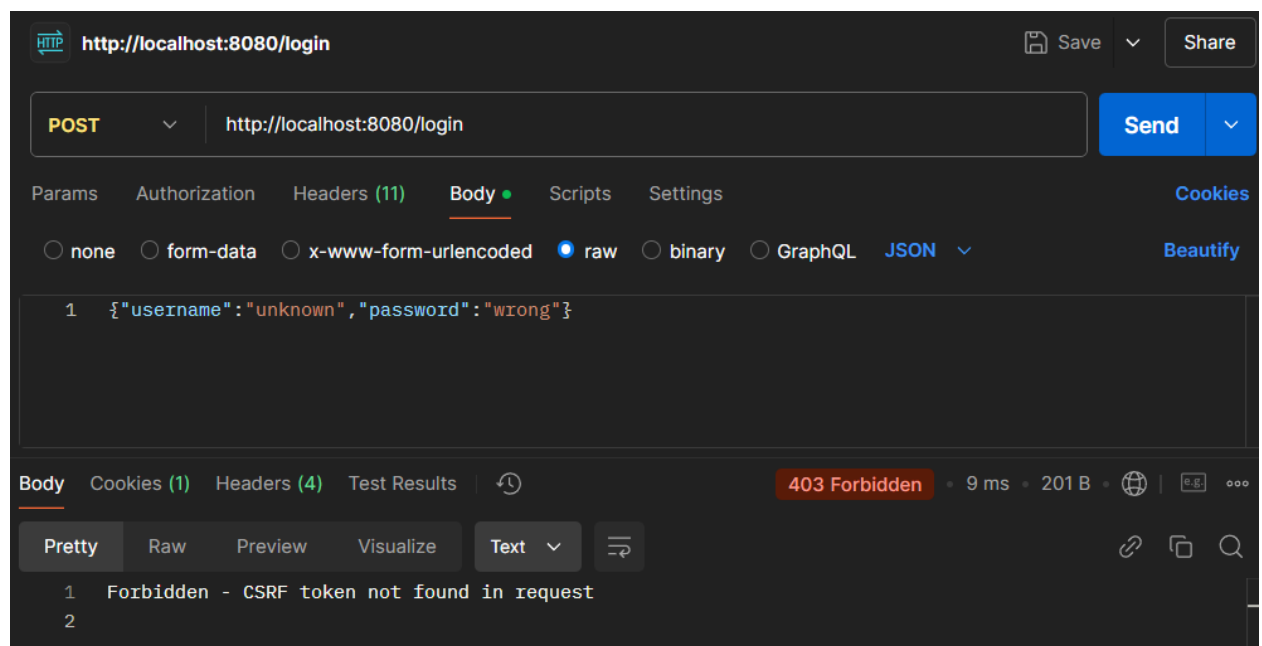 HTTP http://localhost:8080/login Save Share
POST http://localhost:8080/login Send
Params Authorization Headers (11) Body Scripts Settings Cookies
none form-data x-www-form-urlencoded raw binary GraphQL JSON Beautify
1 {"username":"unknown","password":"wrong"}
Body Cookies (1) Headers (4) Test Results 403 Forbidden • 9 ms • 201 B • e.g.
Pretty Raw Preview Visualize Text
1 Forbidden - CSRF token not found in request
2